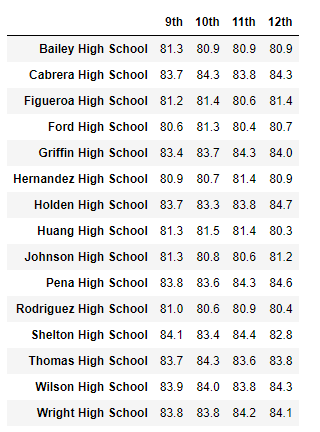 9th 10th 11th 12th
Bailey High School 81.3 80.9 80.9 80.9
Cabrera High School 83.7 84.3 83.8 84.3
Figueroa High School 81.2 81.4 80.6 81.4
Ford High School 80.6 81.3 80.4 80.7
Griffin High School 83.4 83.7 84.3 84.0
Hernandez High School 80.9 80.7 81.4 80.9
Holden High School 83.7 83.3 83.8 84.7
Huang High School 81.3 81.5 81.4 80.3
Johnson High School 81.3 80.8 80.6 81.2
Pena High School 83.8 83.6 84.3 84.6
Rodriguez High School 81.0 80.6 80.9 80.4
Shelton High School 84.1 83.4 84.4 82.8
Thomas High School 83.7 84.3 83.6 83.8
Wilson High School 83.9 84.0 83.8 84.3
Wright High School 83.8 83.8 84.2 84.1